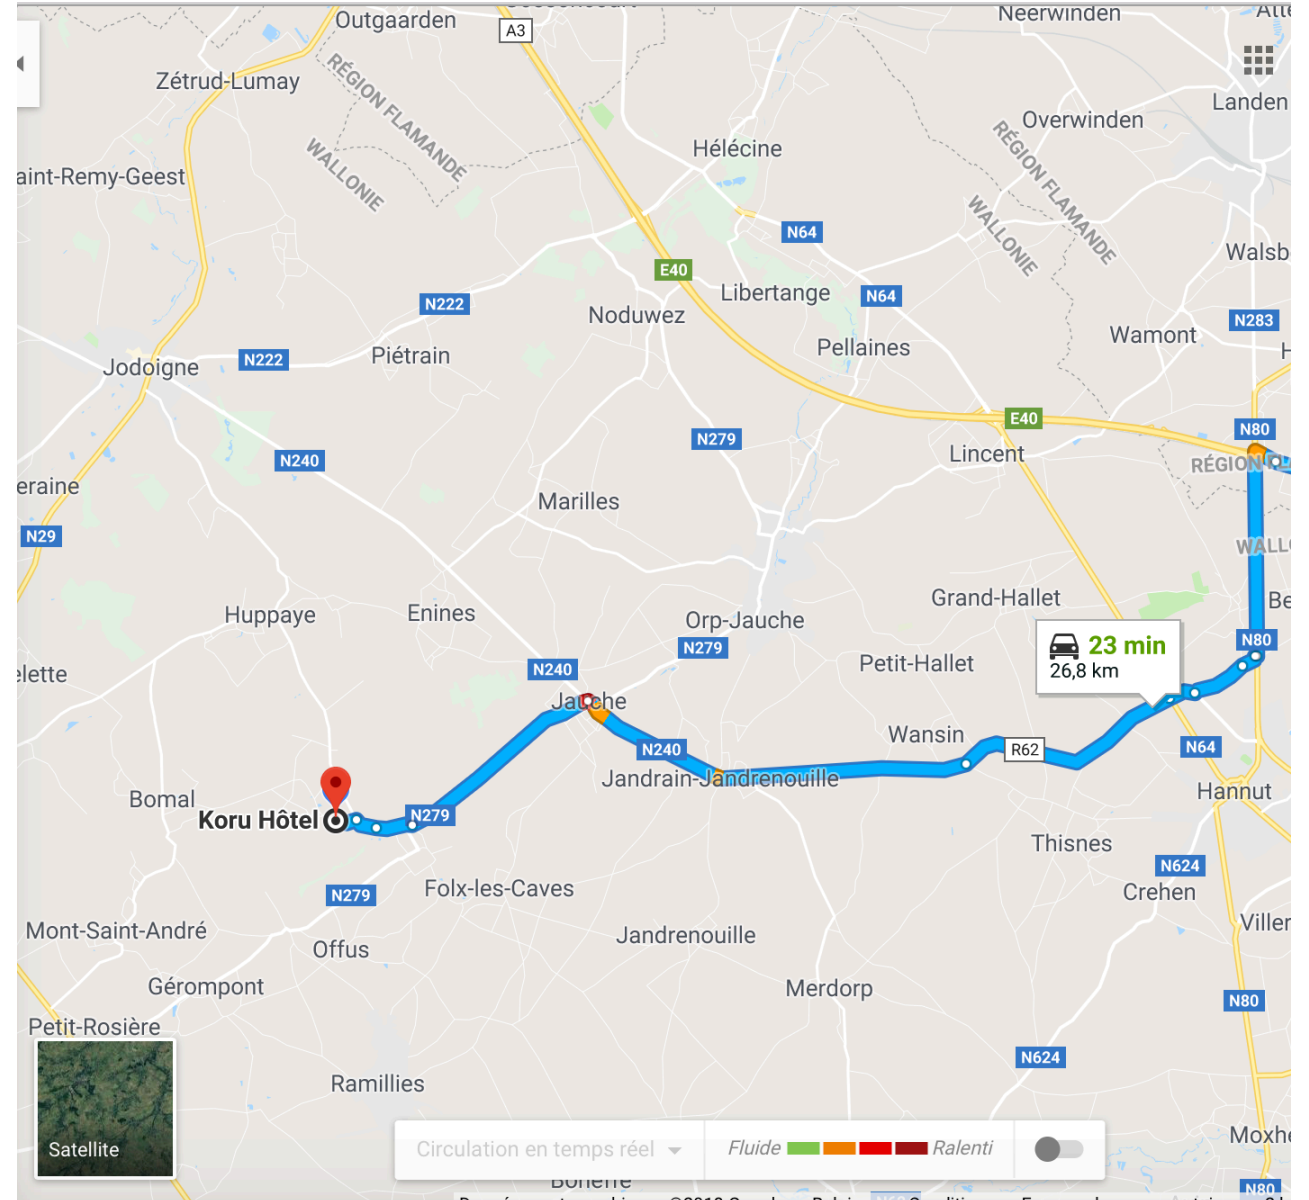 Outgaarden
A3
Neerwinden
Zétrud-Lumay
RÉGION FLAMANDE
WALLONIE
Landen
Overwinden
Hélécine
RÉGION FLAMANDE
WALLONIE
aint-Remy-Geest
N64
Walsb
E40
Libertange
N64
N222
Noduwez
N283
Wamont
Pellaines
Piétrain
N222
Jodoigne
E40
N80
N279
Lincent
N240
RÉGION FL
eraine
Marilles
N29
WALLO
Grand-Hallet
Be
Huppaye
Enines
Orp-Jauche
N80
N279
23 min
26,8 km
Petit-Hallet
N240
elette
Jauche
Wansin
N240
R62
N64
Jandrain-Jandrenouille
Hannut
Bomal
N279
Koru Hôtel
Thisnes
N624
N279
Folx-les-Caves
Crehen
Mont-Saint-André
Viller
Jandrenouille
Offus
Gérompont
Merdorp
N80
Petit-Rosière
N624
Ramillies
Satellite
Circulation en temps réel
Fluide
Ralenti
Moxhe
N80